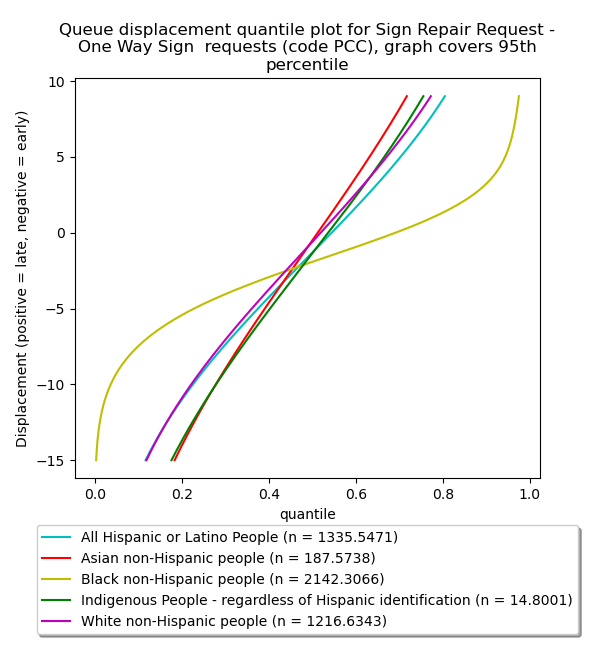 Queue displacement quantile plot for Sign Repair Request -
One Way Sign  requests (code PCC), graph covers 95th
percentile
Displacement (positive = late, negative = early)
10
5
0
−5
−10
−15
0.0
0.2
0.4
0.6
0.8
1.0
quantile
All Hispanic or Latino People (n = 1335.5471)
Asian non-Hispanic people (n = 187.5738)
Black non-Hispanic people (n = 2142.3066)
Indigenous People - regardless of Hispanic identification (n = 14.8001)
White non-Hispanic people (n = 1216.6343)